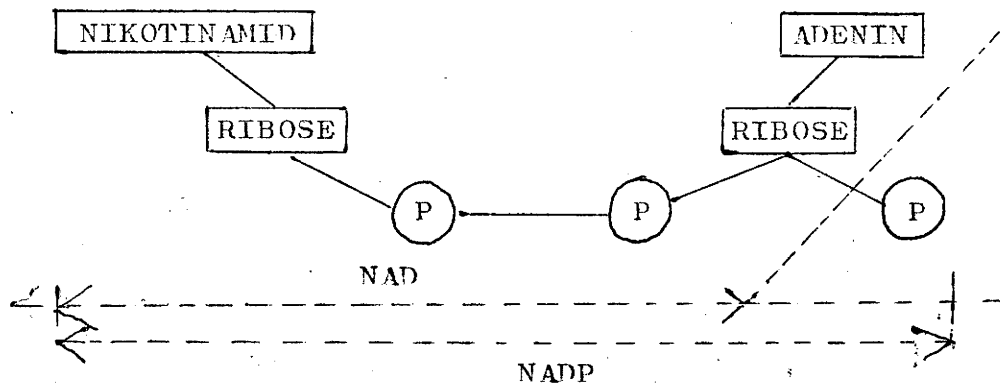 NIKOTINAMID ADENIN
RIBOSE RIBOSE
P P P
NAD
NADP